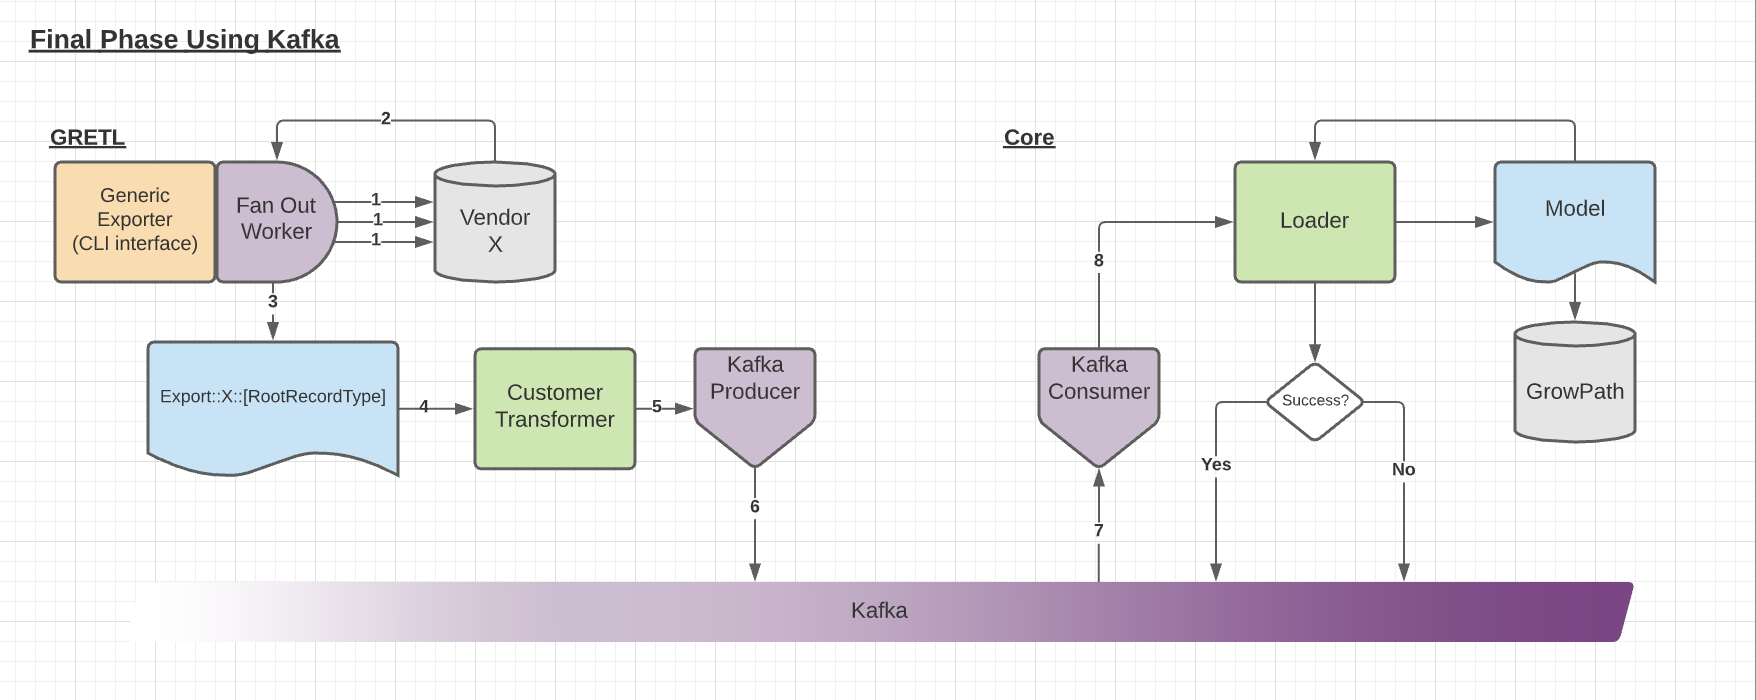 Final Phase Using Kafka
GRETL
2
Generic
Exporter
(CLI interface)
Fan Out
Worker
1
1
1
Vendor
X
3
Export::X::[RootRecordType]
4
Customer
Transformer
5
Kafka
Producer
6
Core
Loader
Model
8
Kafka
Consumer
7
Success?
Yes
No
GrowPath
Kafka